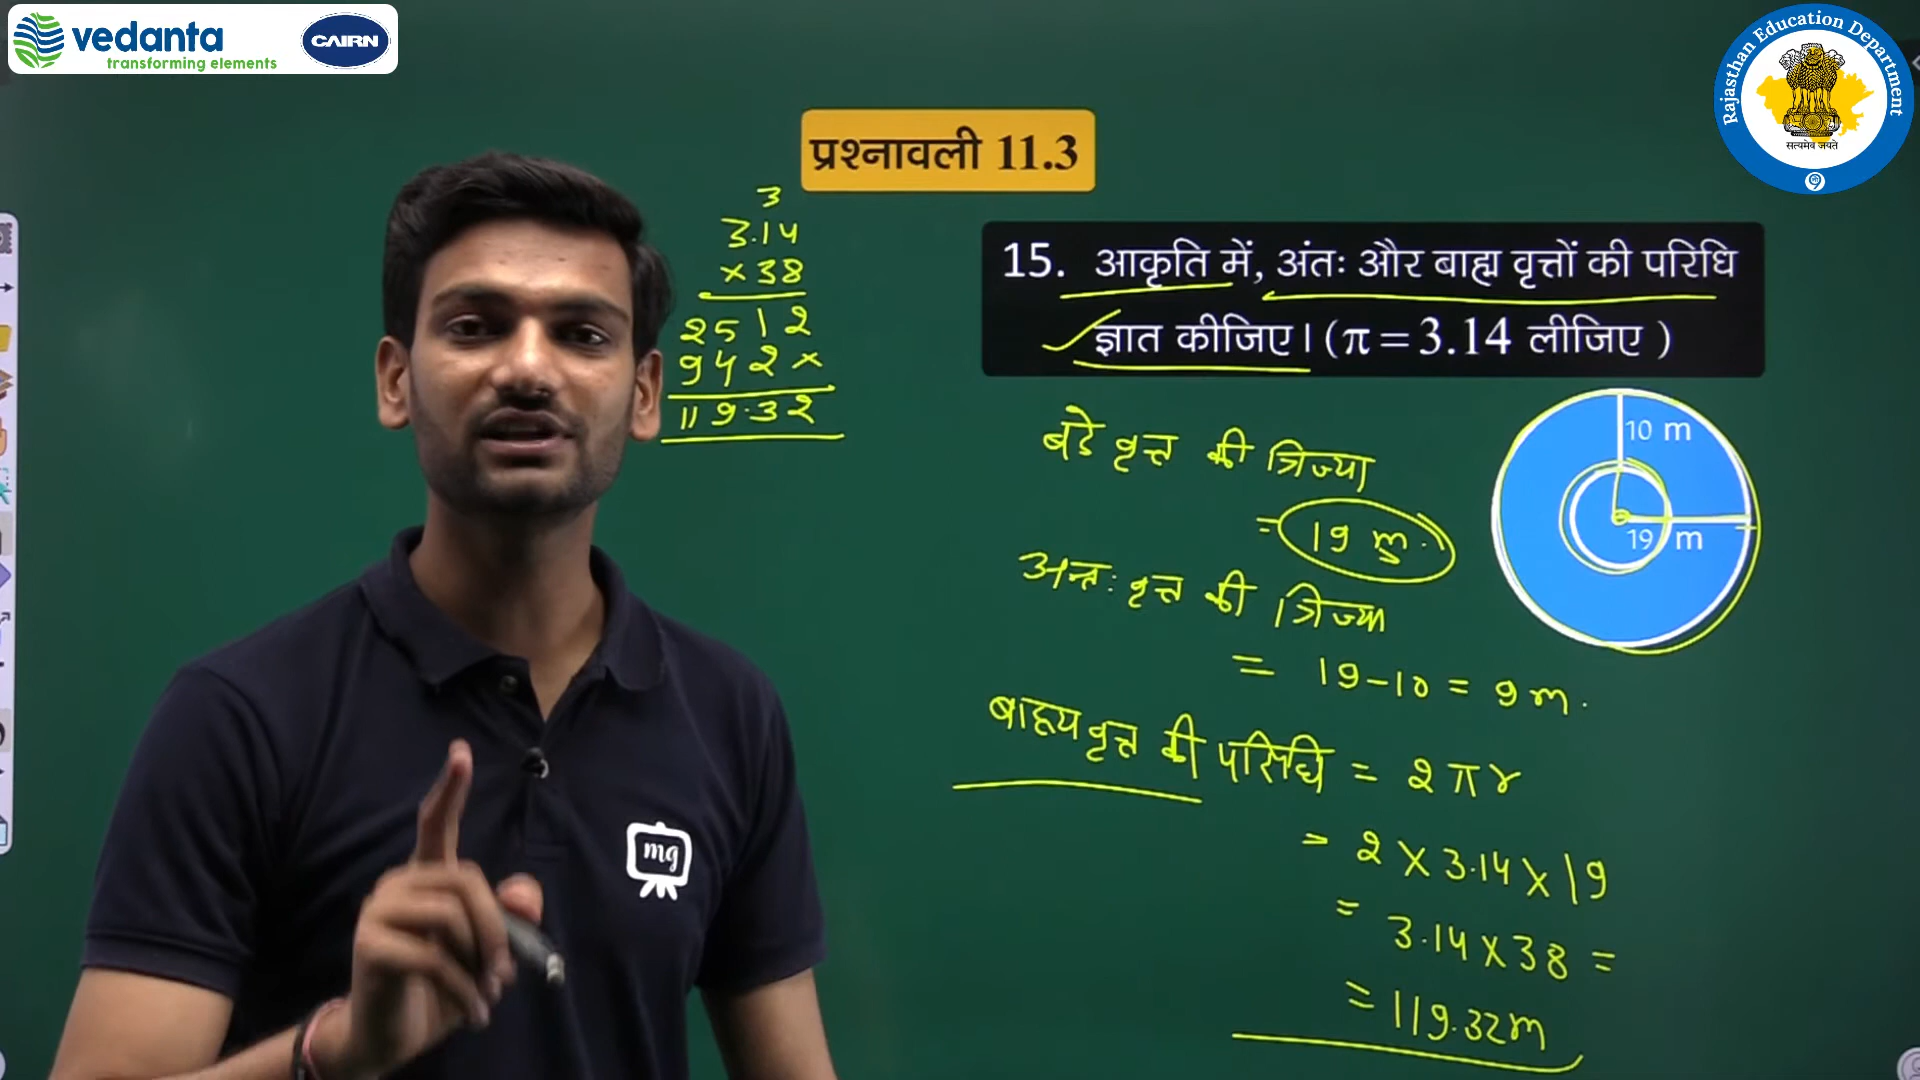 vedanta
transforming elements
CAIRN
Rajasthan Education Department
सत्यमेव जयते
प्रश्नावली 11.3
3
3.14
×38
2512
942×
119.32
15. आकृति में, अंतः और बाह्य वृत्तों की परिधि
ज्ञात कीजिए। (π = 3.14 लीजिए )
10 m
19 m
बडे वृत्त की त्रिज्या
= 19 m.
अन्तः वृत्त की त्रिज्या
= 19-10 = 9m.
बाहय वृत्त की परिधि = 2πr
= 2×3.14×19
= 3.14×38 =
= 119.32m
mg